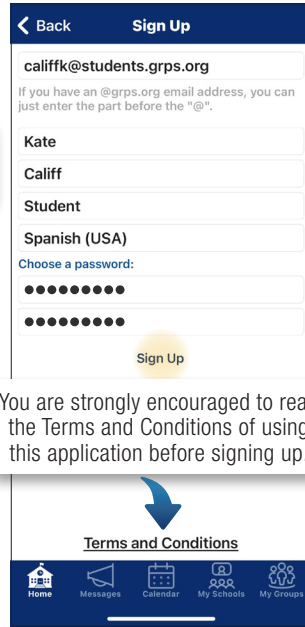 Back
Sign Up
califfk@students.grps.org
If you have an @grps.org email address, you can
just enter the part before the "@".
Kate
Califf
Student
Spanish (USA)
Choose a password:
●●●●●●●●●
●●●●●●●●●
Sign Up
You are strongly encouraged to rea
the Terms and Conditions of using
this application before signing up.
Terms and Conditions
Home
Messages
Calendar
My Schools
My Groups